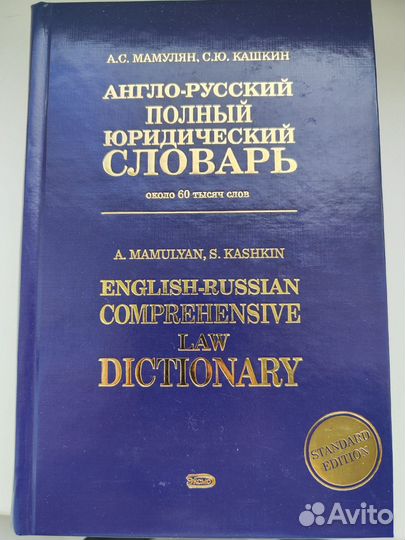 А.С. МАМУЛЯН, С.Ю. КАШКИН
АНГЛО-РУССКИЙ
ПОЛНЫЙ
ЮРИДИЧЕСКИЙ
СЛОВАРЬ
около 60 тысяч слов
A. MAMULYAN, S. KASHKIN
ENGLISH-RUSSIAN
COMPREHENSIVE
LAW
DICTIONARY
STANDARD
EDITION
ЭКСМО
Avito